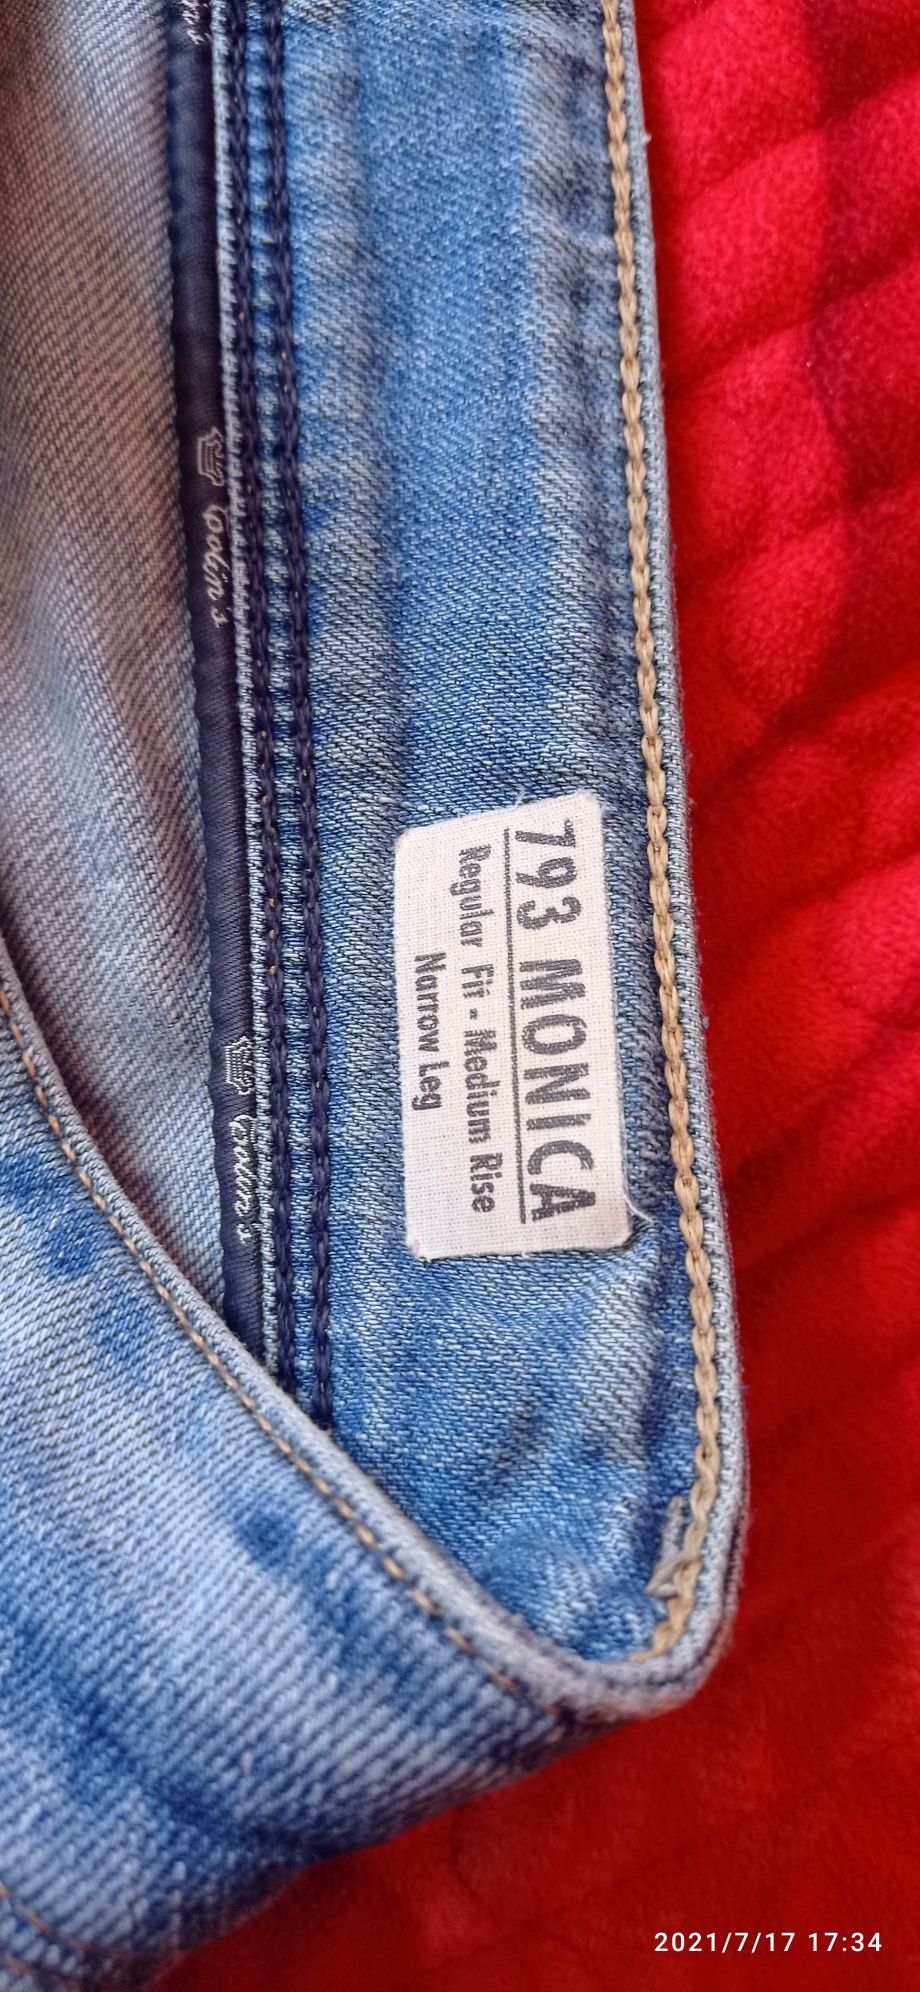 793 MONICA
Regular Fit - Medium Rise
Narrow Leg
Colin's
Colin's
2021/7/17 17:34